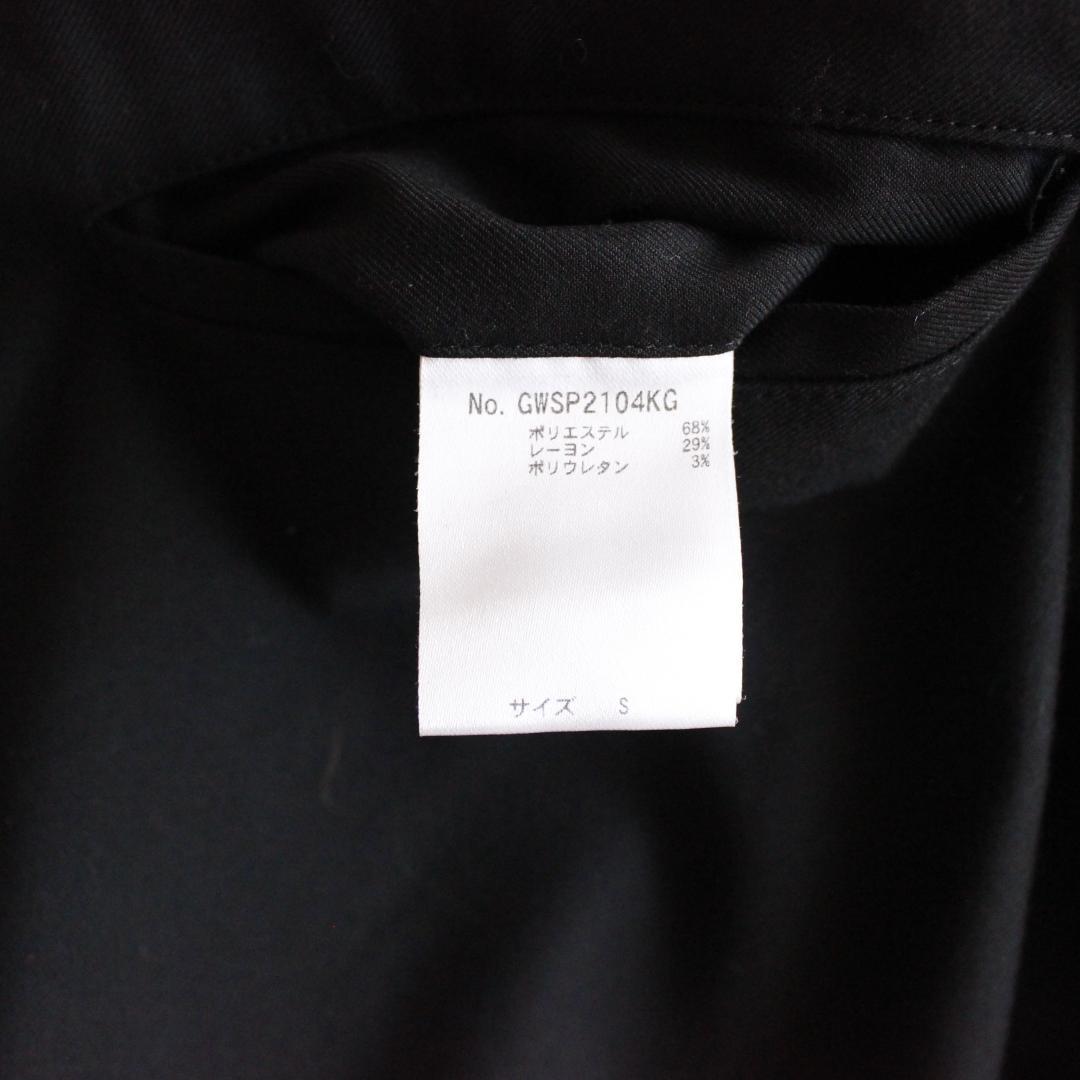 No. GWSP2104KG
ポリエステル 68%
レーヨン 29%
ポリウレタン 3%
サイズ S